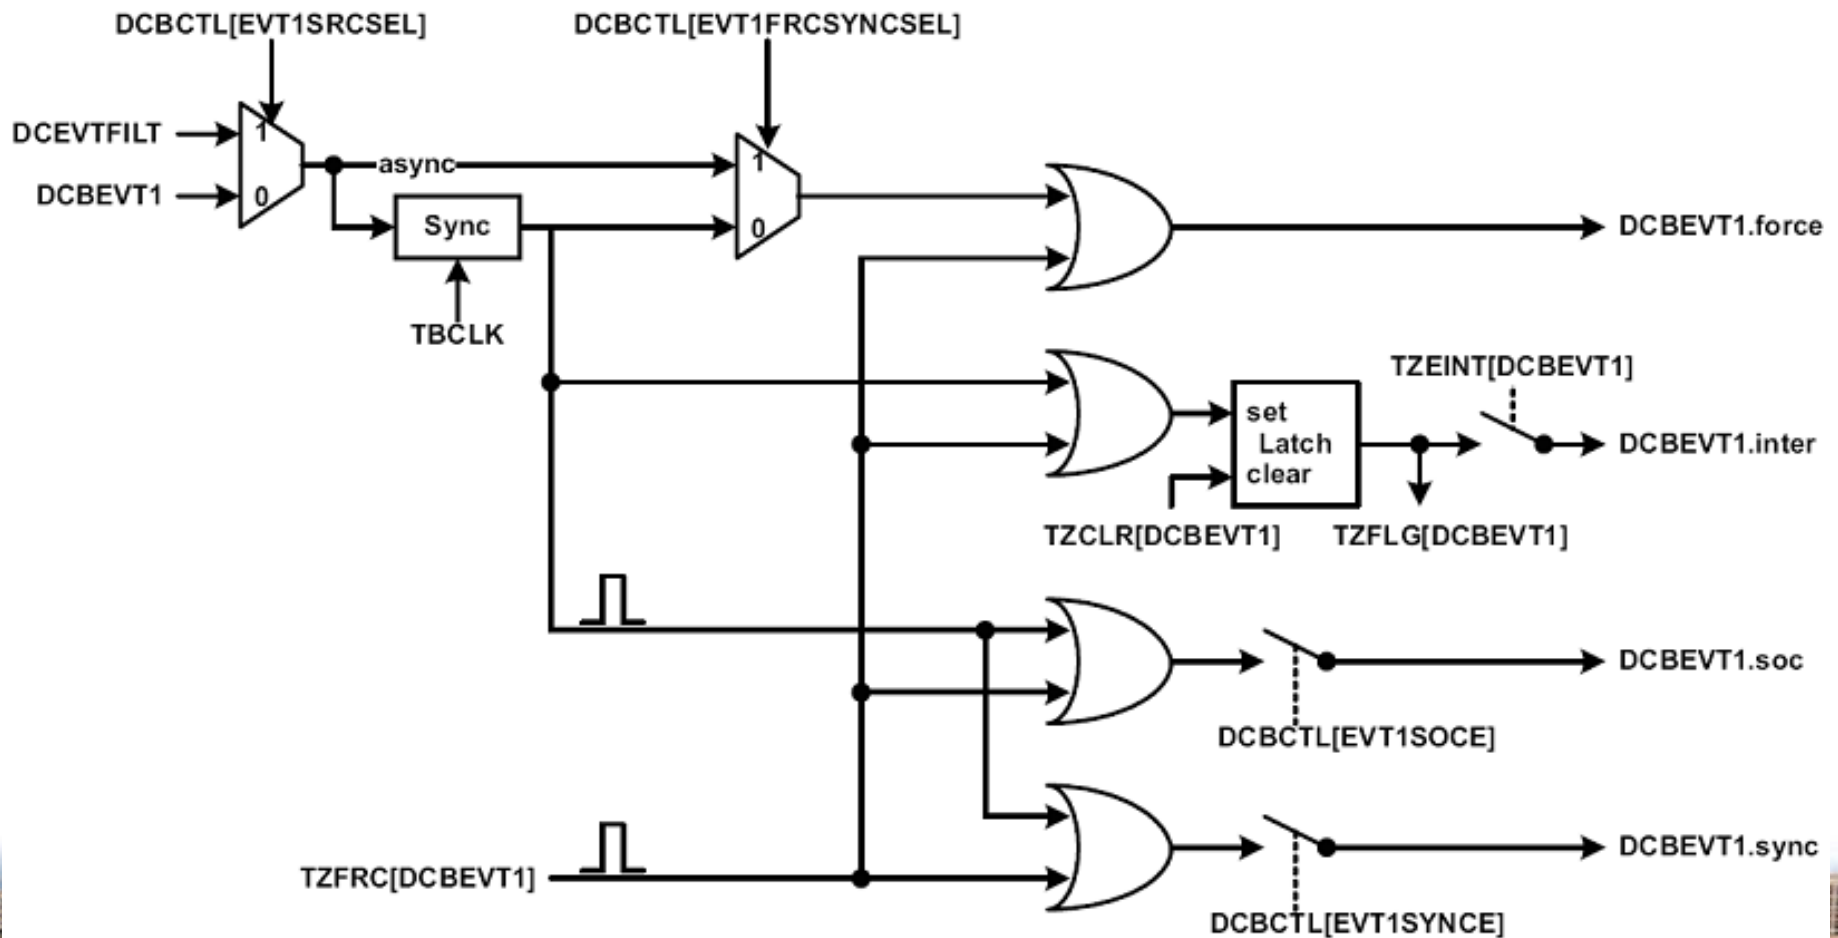 DCBCTL[EVT1SRCSEL]
DCBCTL[EVT1FRCSYNCSEL]
DCEVTFILT
1
async
1
DCBEVT1
0
Sync
0
DCBEVT1.force
TBCLK
TZEINT[DCBEVT1]
set
Latch
clear
DCBEVT1.inter
TZCLR[DCBEVT1]
TZFLG[DCBEVT1]
DCBEVT1.soc
DCBCTL[EVT1SOCE]
DCBEVT1.sync
TZFRC[DCBEVT1]
DCBCTL[EVT1SYNCE]